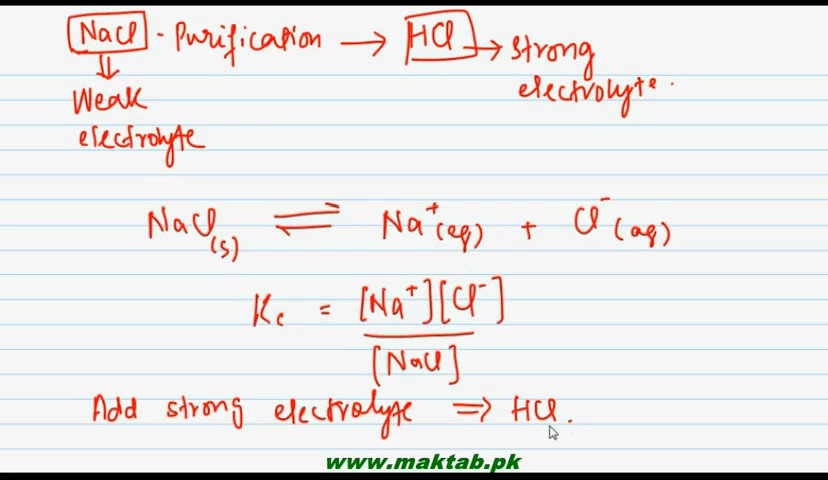 NaCl - Purification → HCl → strong
electrolyte.
⇓
Weak
electrolyte
NaCl(s) ⇌ Na⁺(aq) + Cl⁻(aq)
Kc = [Na⁺][Cl⁻]
[NaCl]
Add strong electrolyte ⇒ HCl.
www.maktab.pk